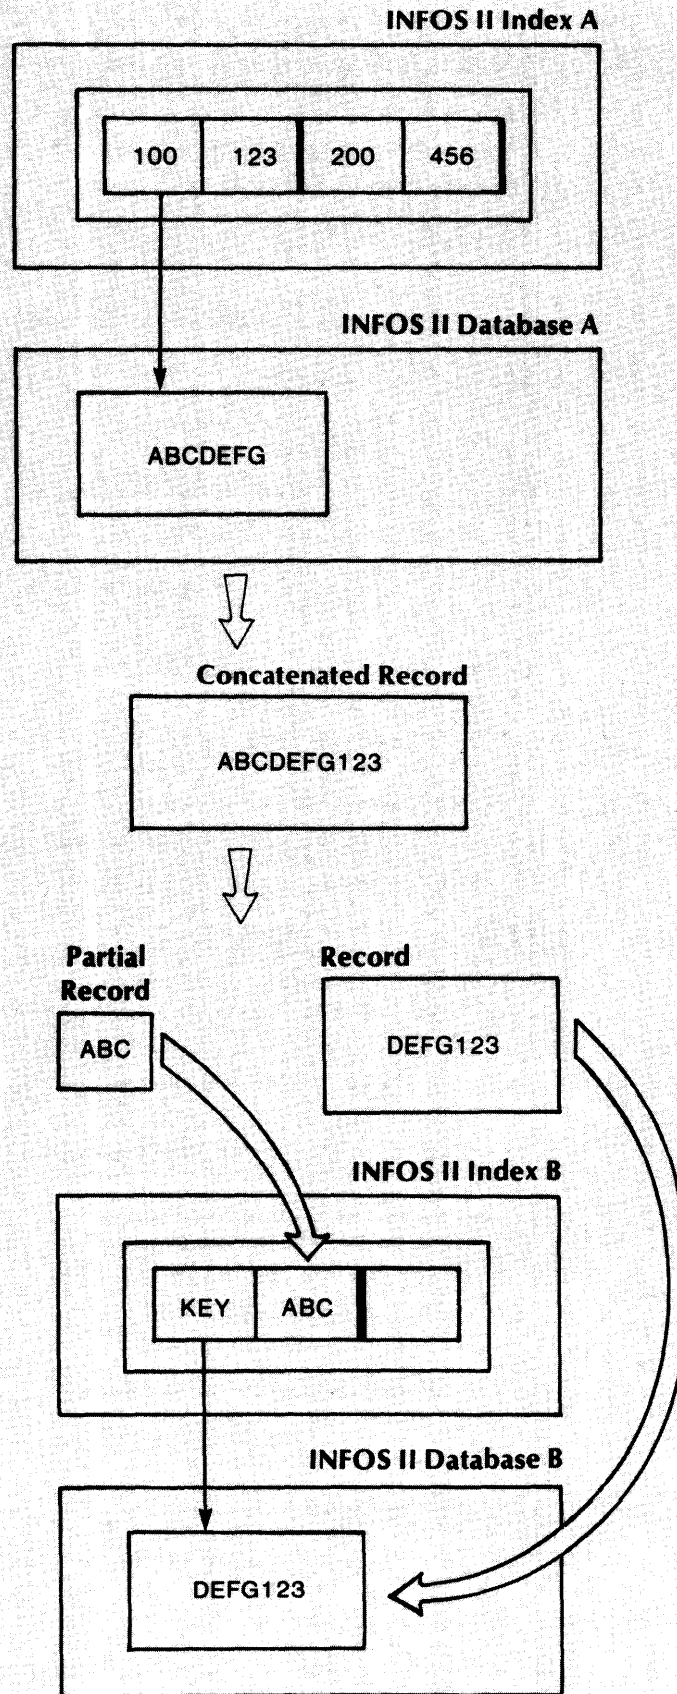 INFOS II Index A
100 123 200 456
INFOS II Database A
ABCDEFG
Concatenated Record
ABCDEFG123
Partial
Record
ABC
Record
DEFG123
INFOS II Index B
KEY ABC
INFOS II Database B
DEFG123